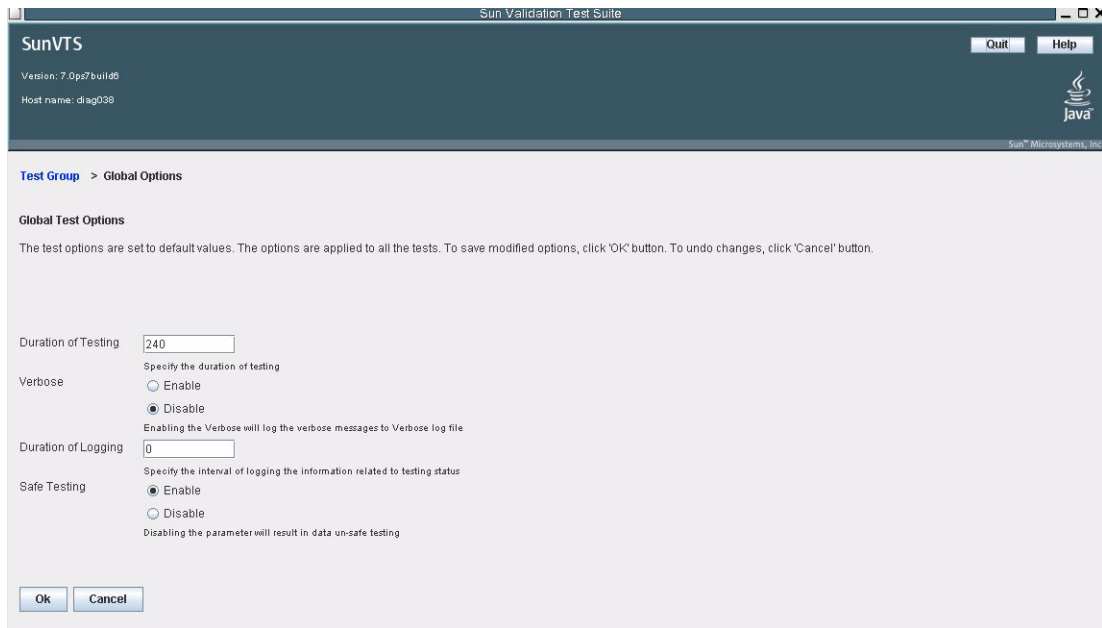 Sun Validation Test Suite
SunVTS
Quit Help
Version: 7.0ps7build6
Host name: diag038
Java™
Sun™ Microsystems, Inc
Test Group > Global Options
Global Test Options
The test options are set to default values. The options are applied to all the tests. To save modified options, click 'OK' button. To undo changes, click 'Cancel' button.
Duration of Testing 240
Specify the duration of testing
Verbose Enable
Disable
Enabling the Verbose will log the verbose messages to Verbose log file
Duration of Logging 0
Specify the interval of logging the information related to testing status
Safe Testing Enable
Disable
Disabling the parameter will result in data un-safe testing
Ok Cancel